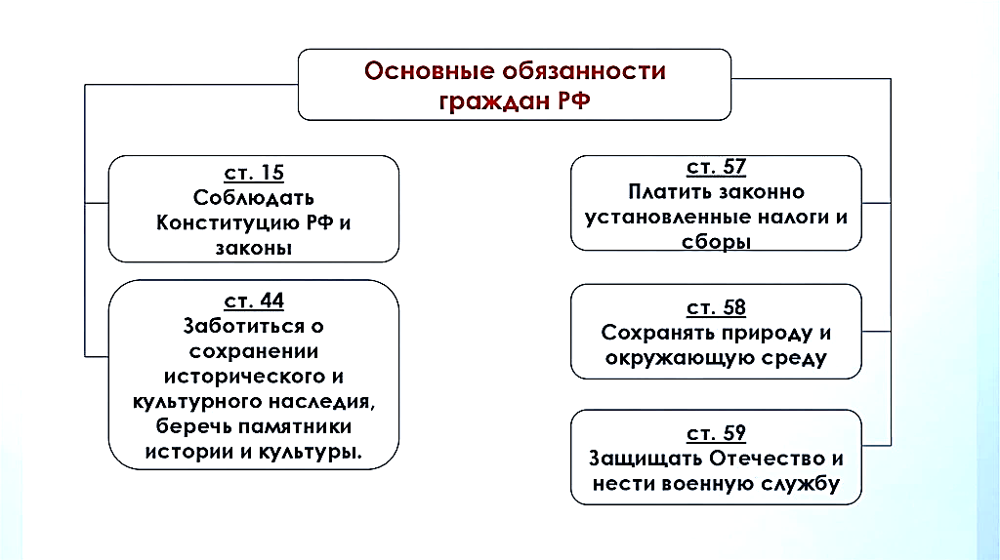 Основные обязанности
граждан РФ
ст. 15
Соблюдать
Конституцию РФ и
законы
ст. 44
Заботиться о
сохранении
исторического и
культурного наследия,
беречь памятники
истории и культуры.
ст. 57
Платить законно
установленные налоги и
сборы
ст. 58
Сохранять природу и
окружающую среду
ст. 59
Защищать Отечество и
нести военную службу